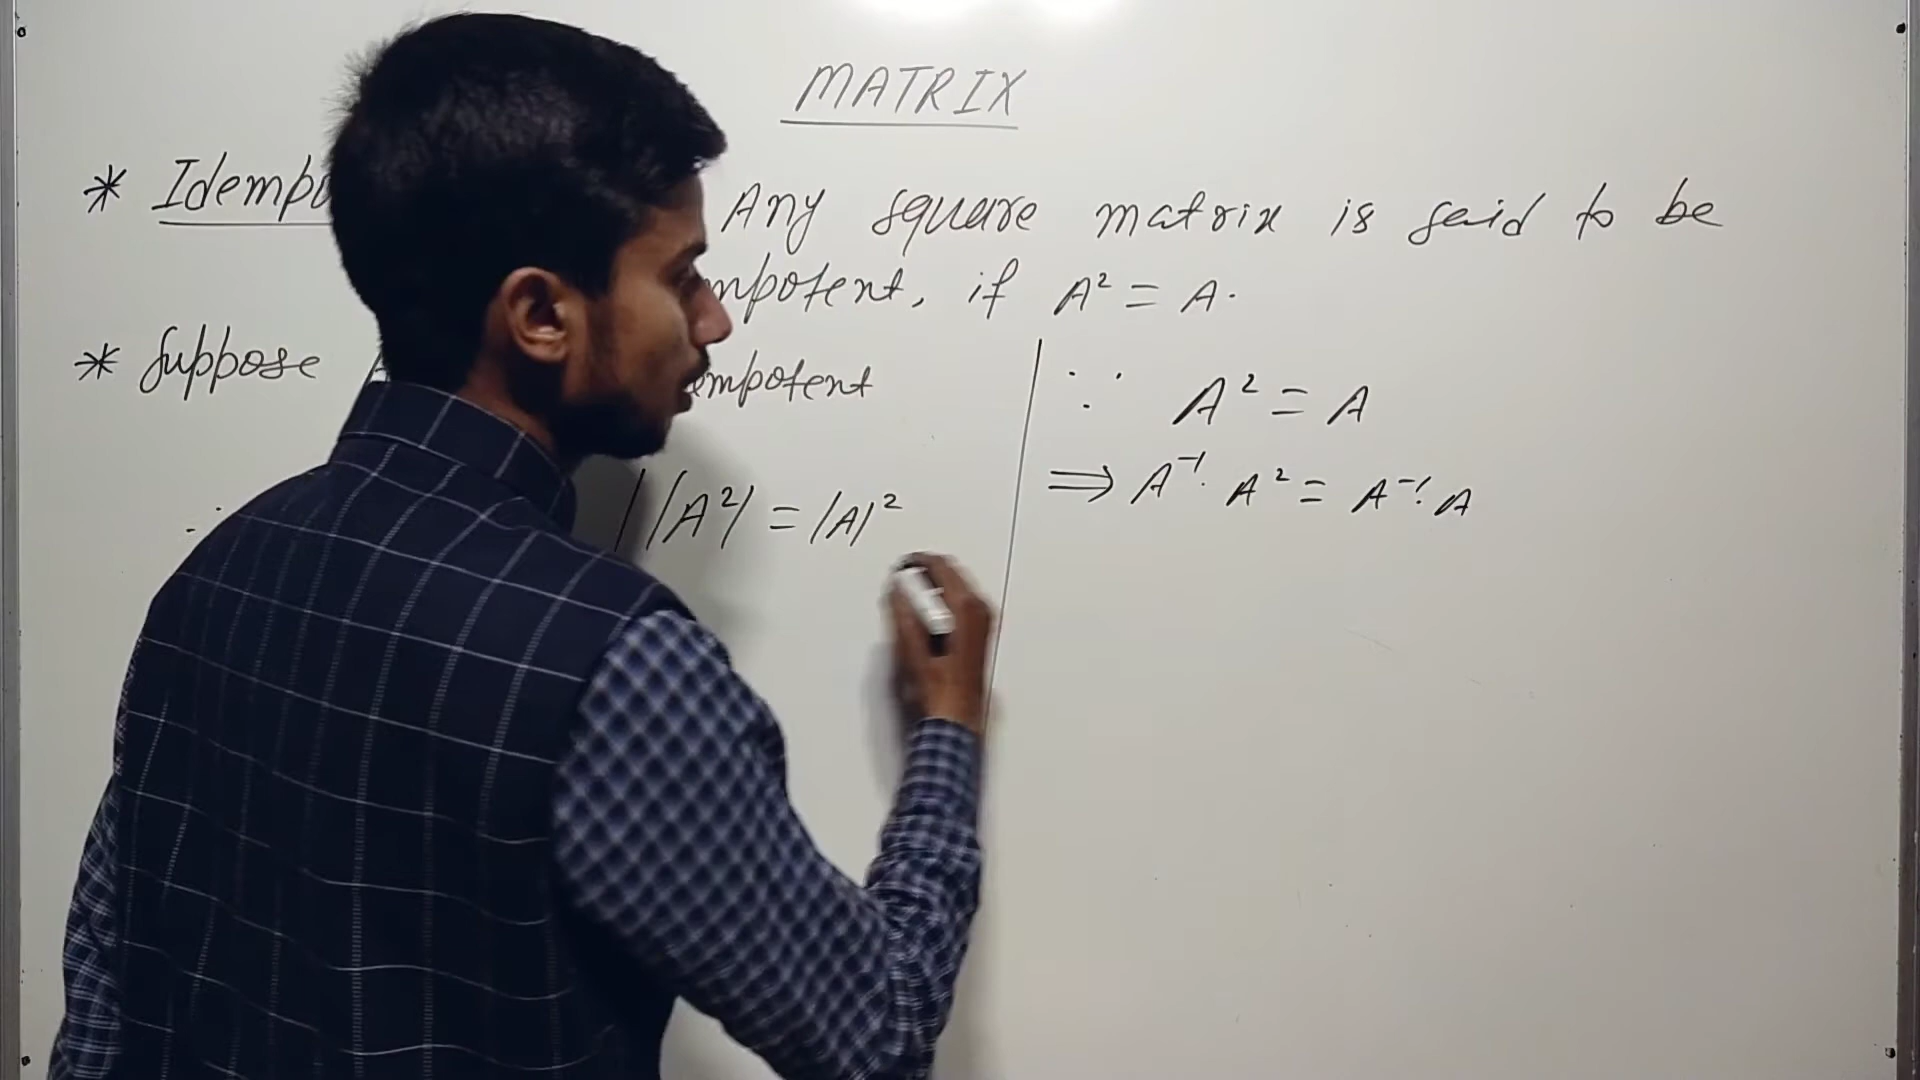 MATRIX
* Idempo Any square matrix is said to be
mpotent, if A² = A.
* Suppose empotent
|A²| = |A|²
∵ A² = A
⇒ A⁻¹. A² = A⁻¹. A